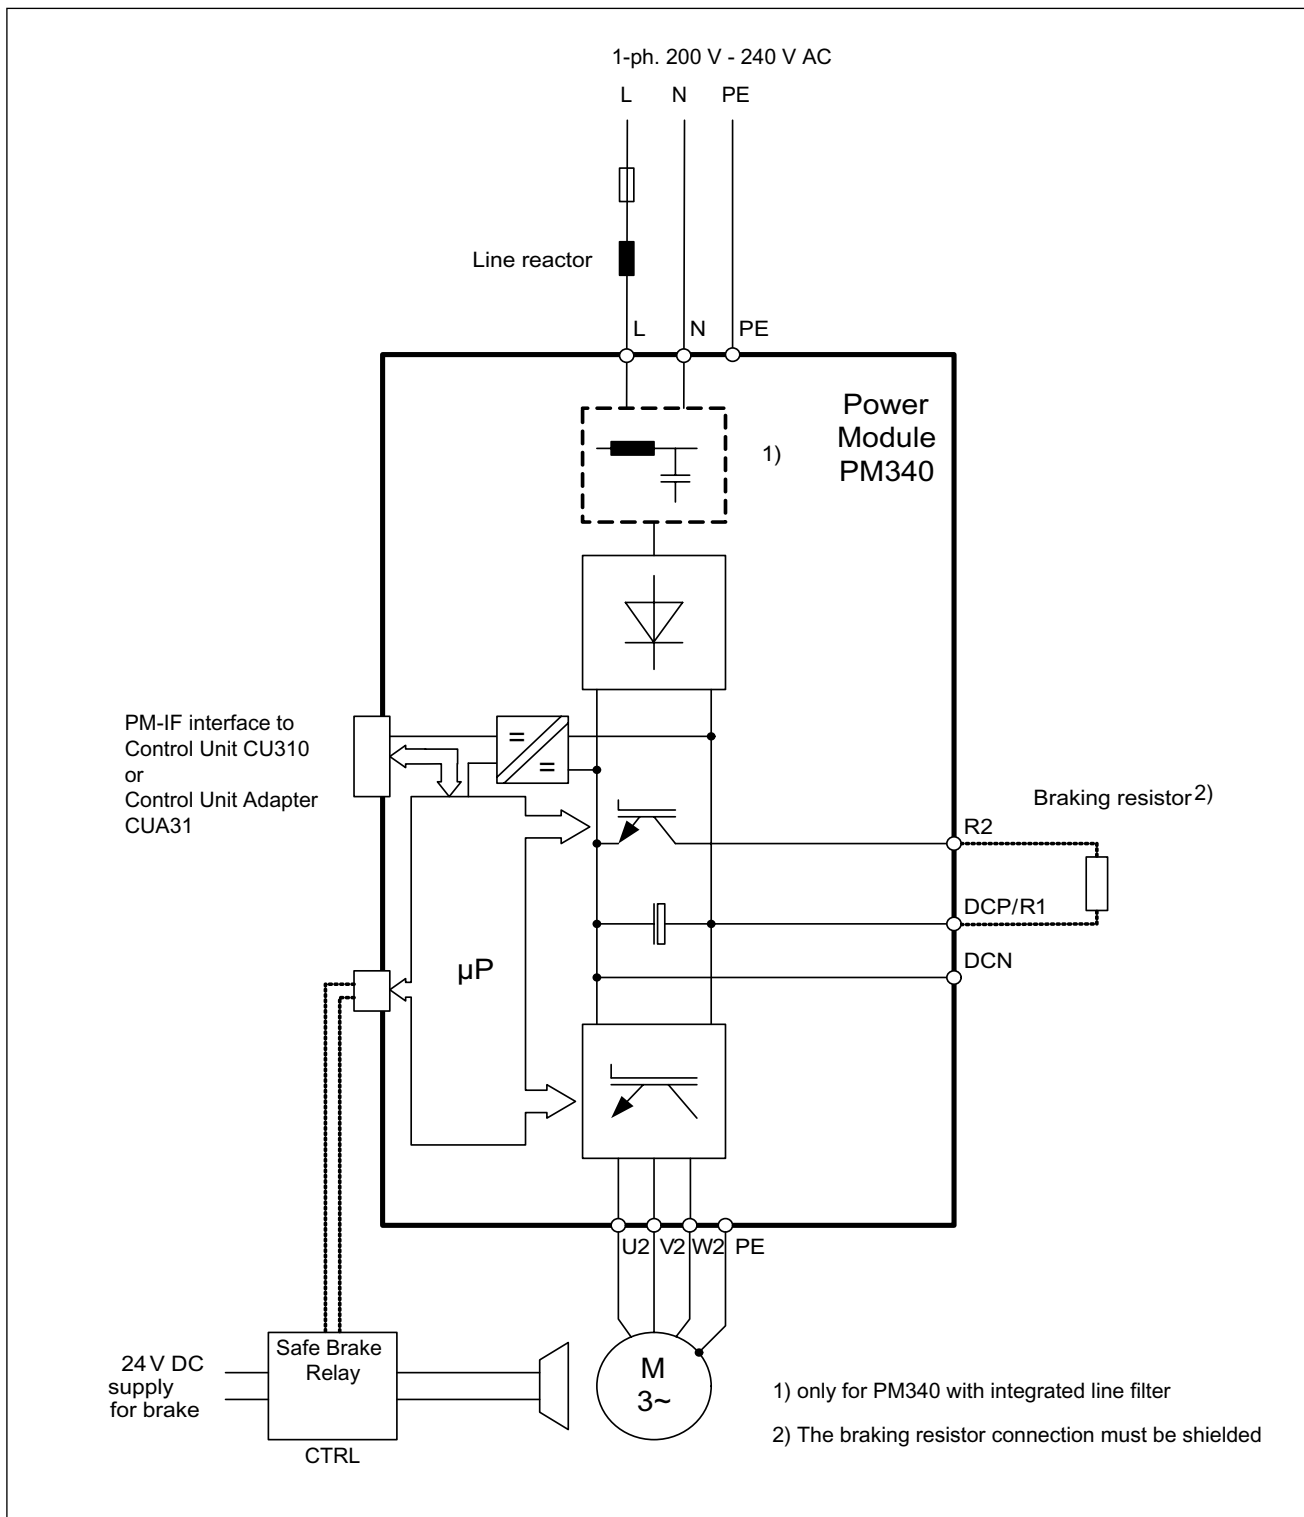 1-ph. 200 V - 240 V AC
L N PE
Line reactor
L N PE
Power
Module
PM340
1)
PM-IF interface to
Control Unit CU310
or
Control Unit Adapter
CUA31
=
=
Braking resistor 2)
R2
DCP/R1
DCN
µP
U2 V2 W2 PE
Safe Brake
Relay
24 V DC
supply
for brake
CTRL
M
3~
1) only for PM340 with integrated line filter
2) The braking resistor connection must be shielded